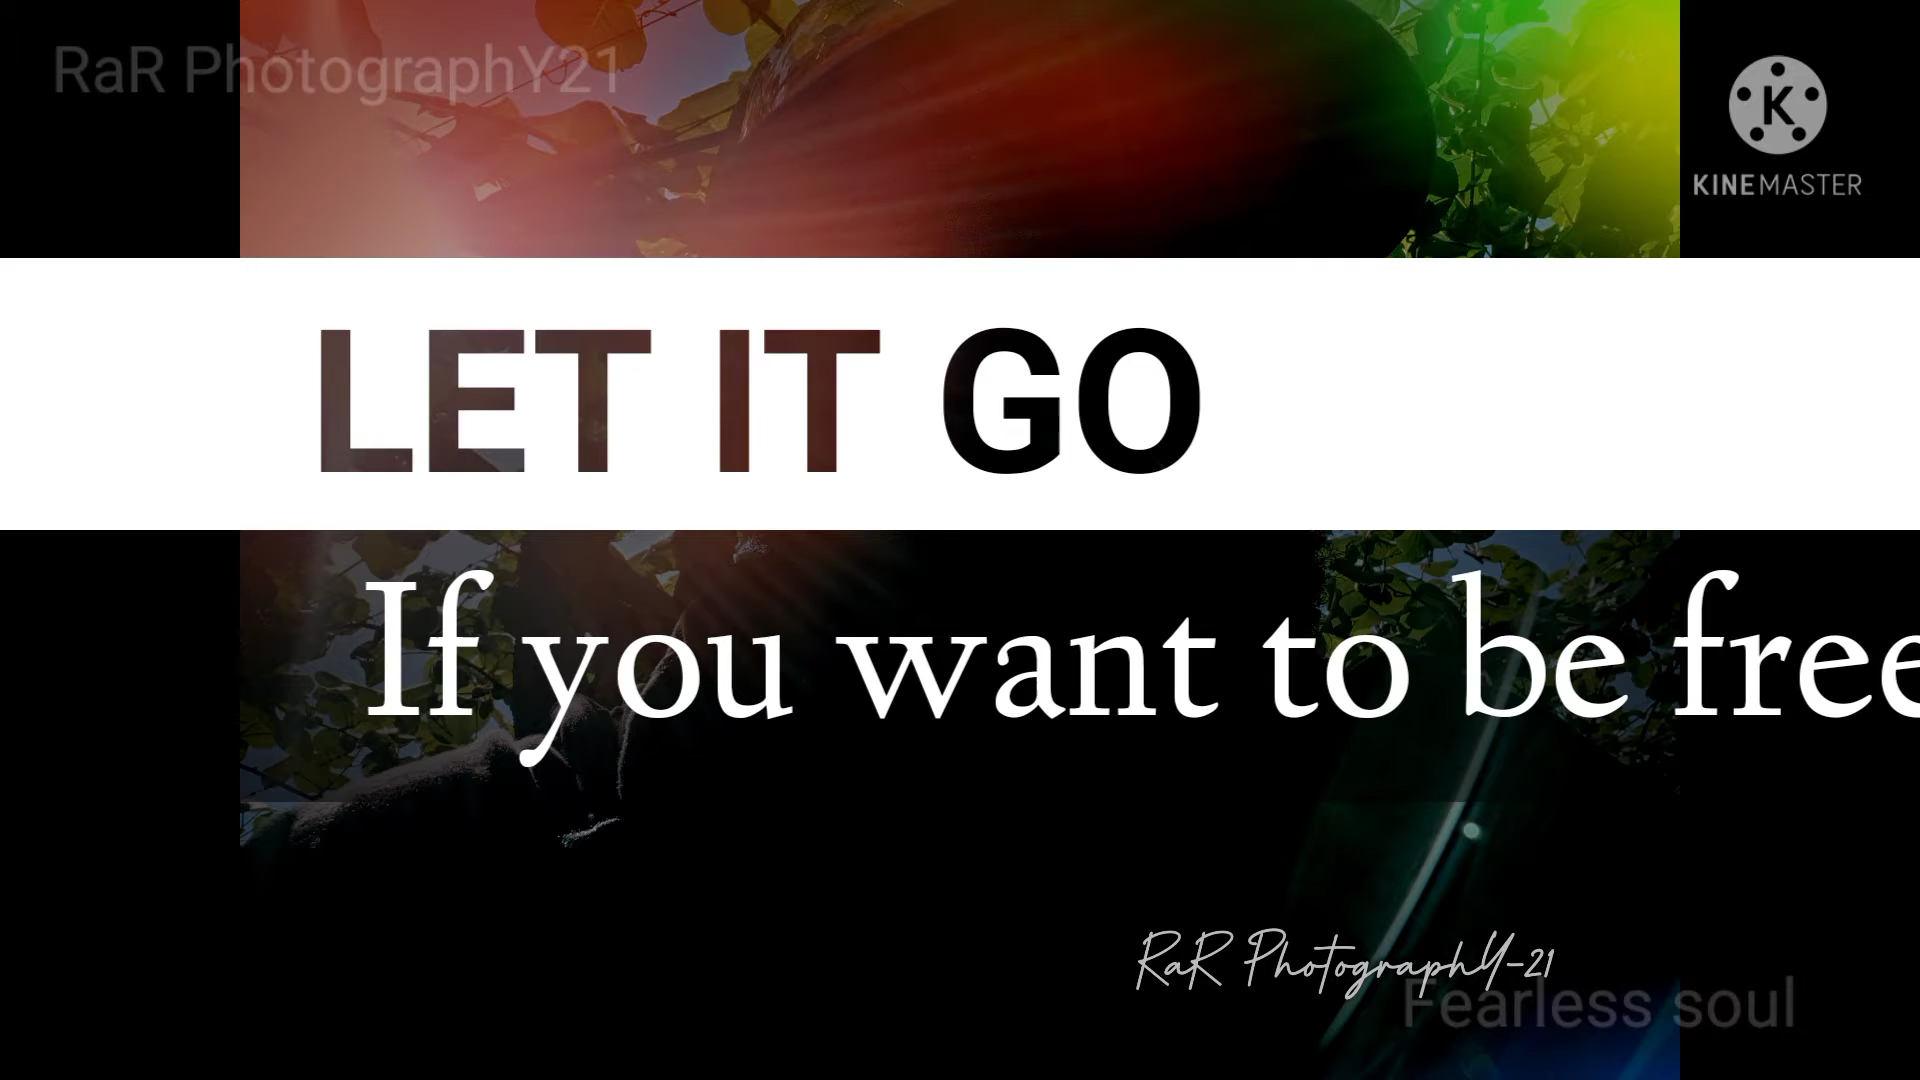 RaR PhotographY21
K
KINEMASTER
LET IT GO
If you want to be free
RaR PhotographY-21
Fearless soul